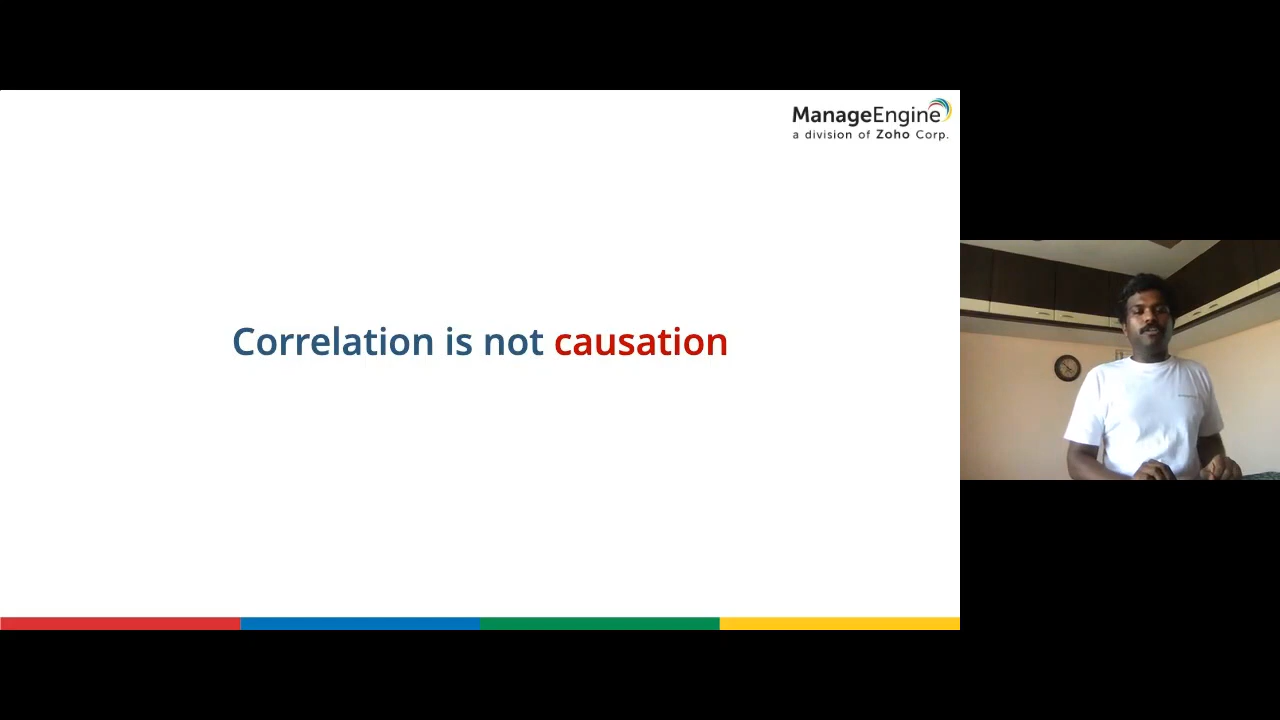 ManageEngine
a division of Zoho Corp.
Correlation is not causation